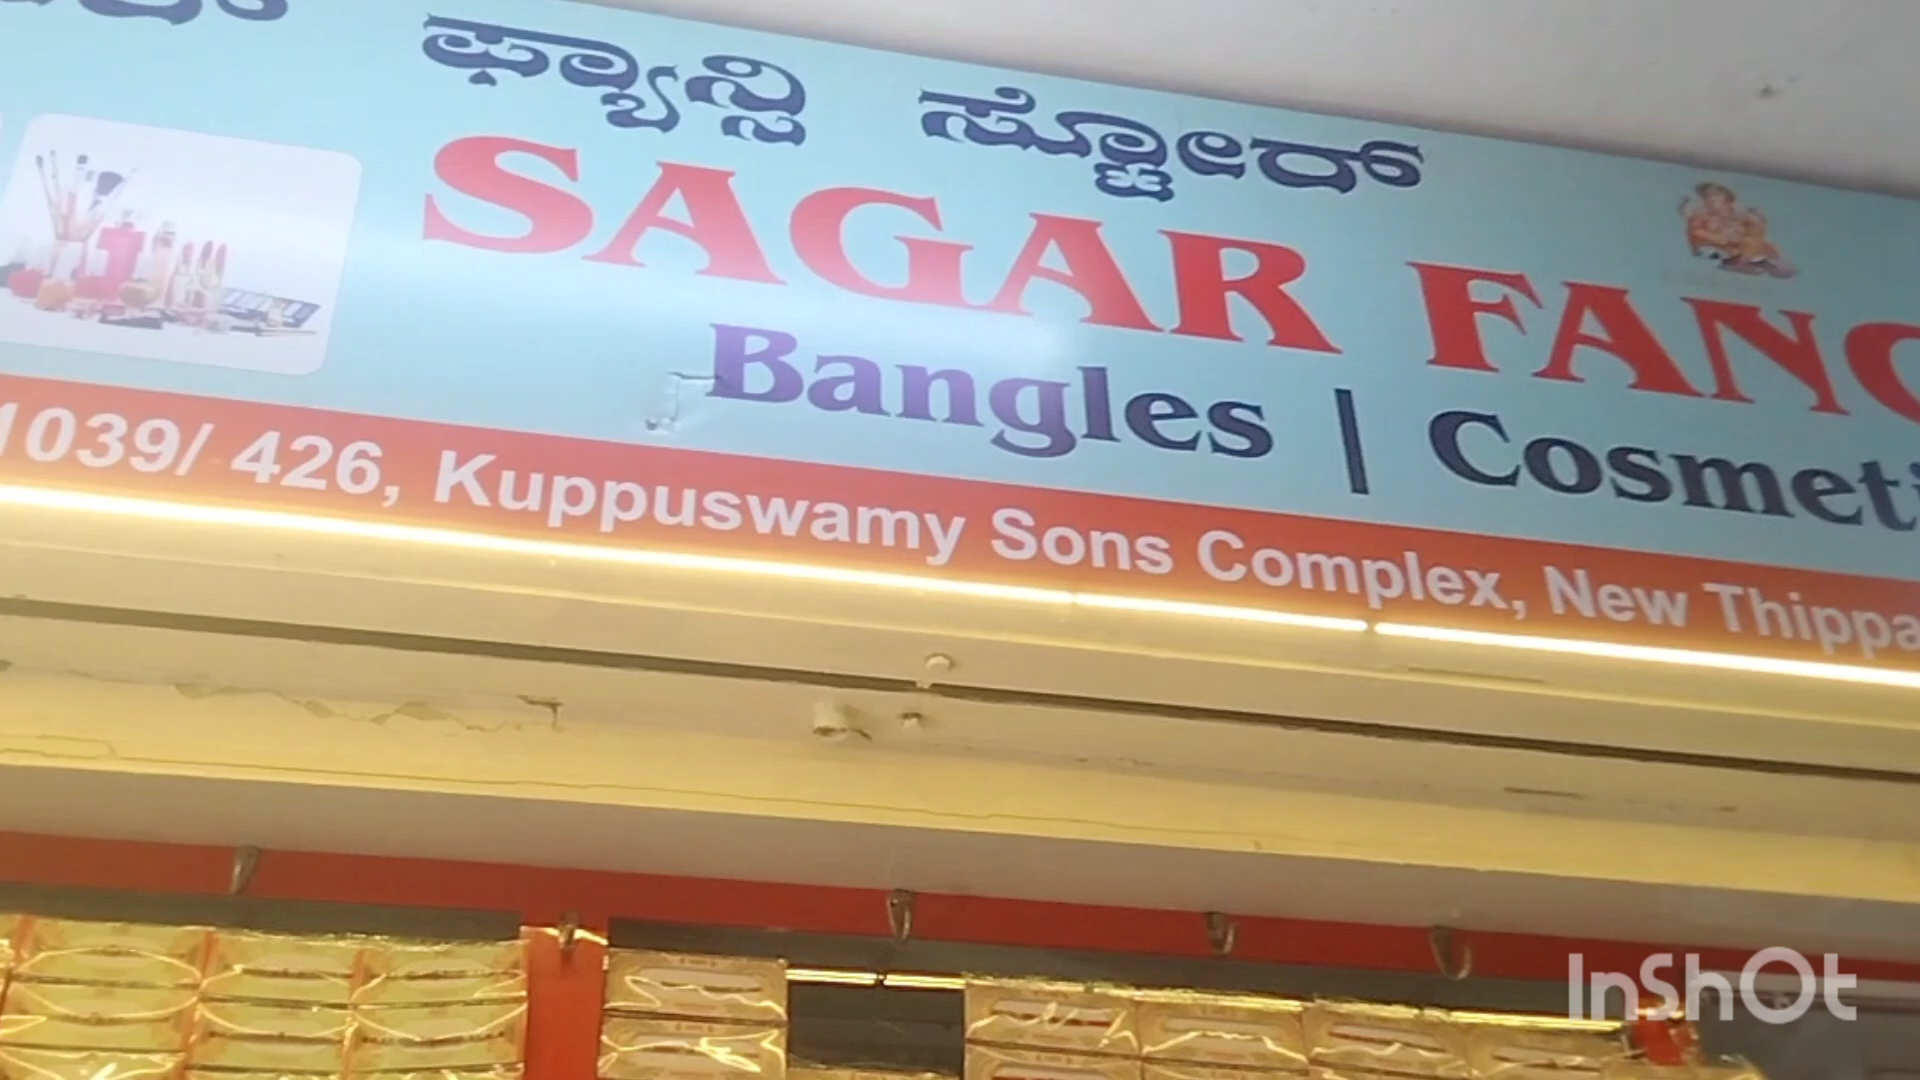 ಫ್ಯಾನ್ಸಿ ಸ್ಟೋರ್
SAGAR FANC
Bangles | Cosmeti
1039/ 426, Kuppuswamy Sons Complex, New Thippa
InShOt